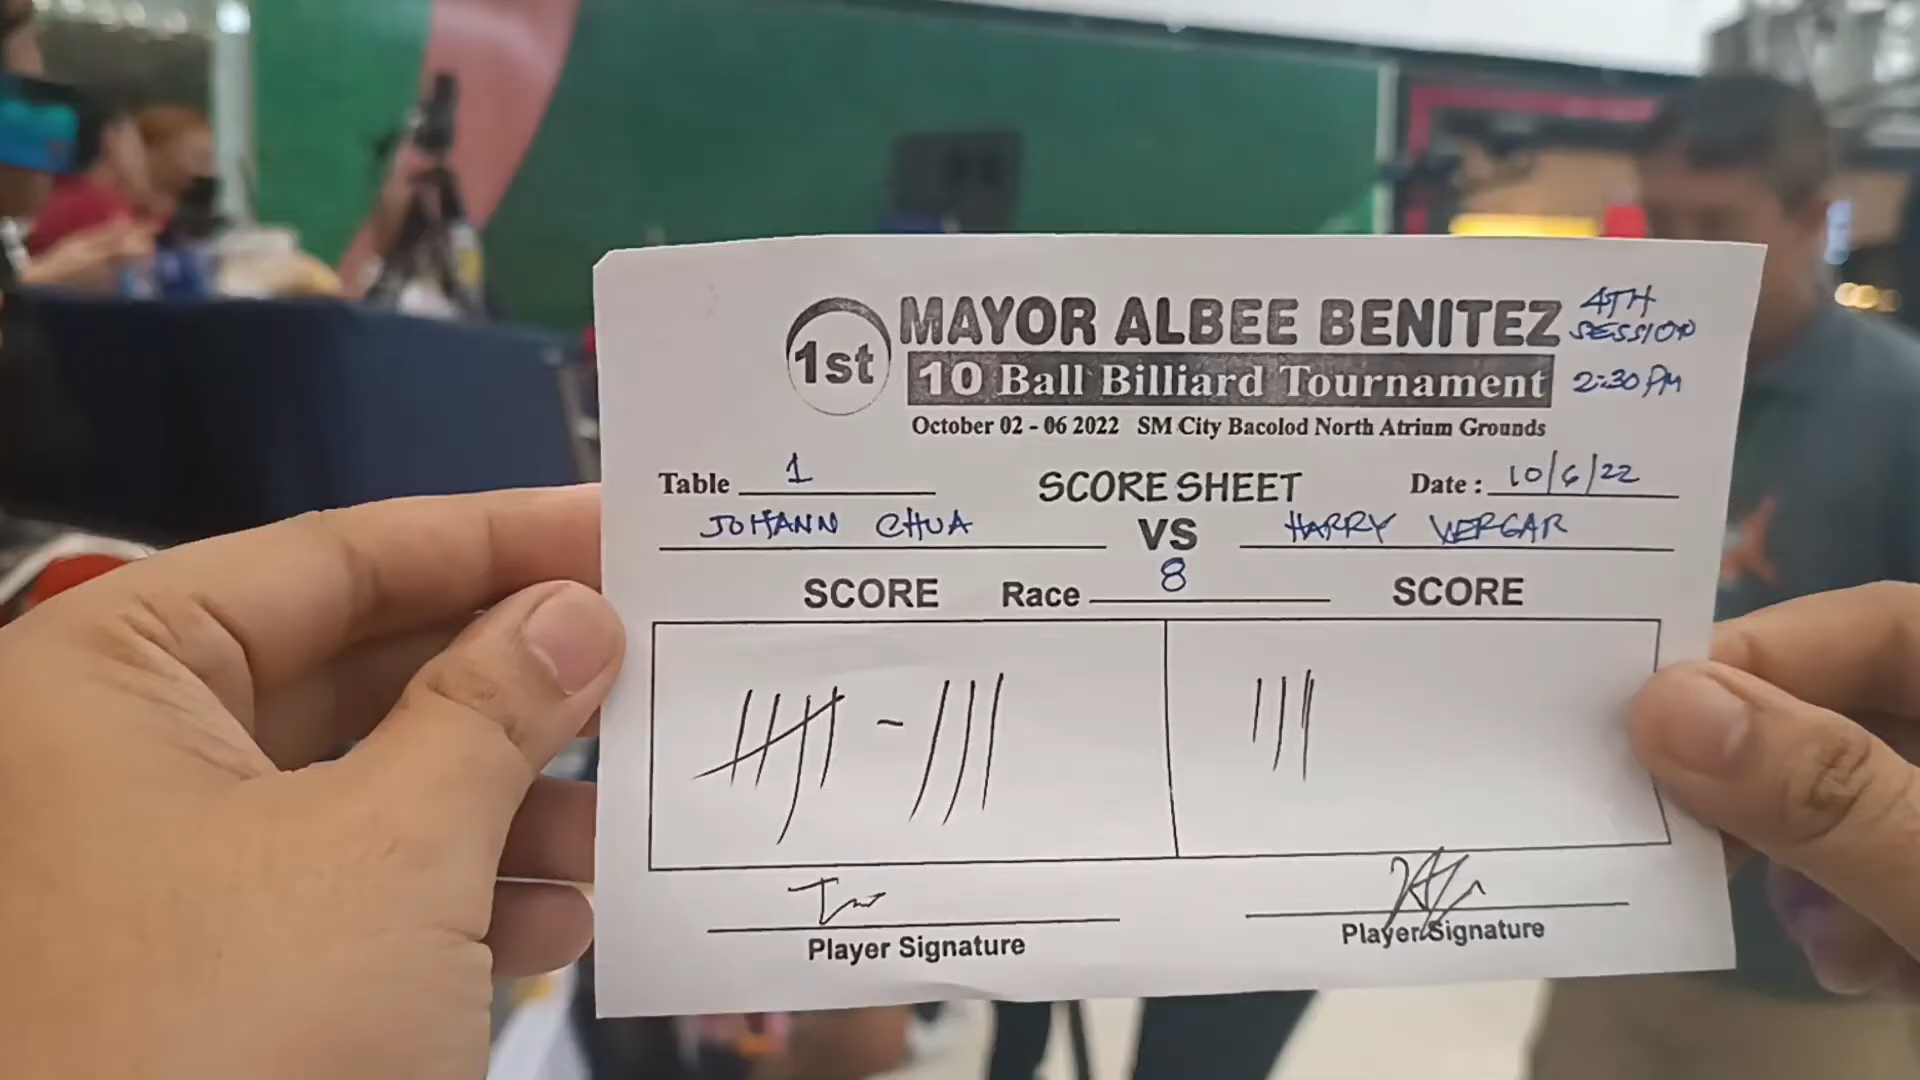 1st
MAYOR ALBEE BENITEZ
10 Ball Billiard Tournament
October 02 - 06 2022 SM City Bacolod North Atrium Grounds
4TH
SESSION
2:30 PM
Table 1 SCORE SHEET Date : 10/6/22
JOHANN CHUA VS HARRY VERGAR
SCORE Race 8 SCORE
Player Signature Player Signature